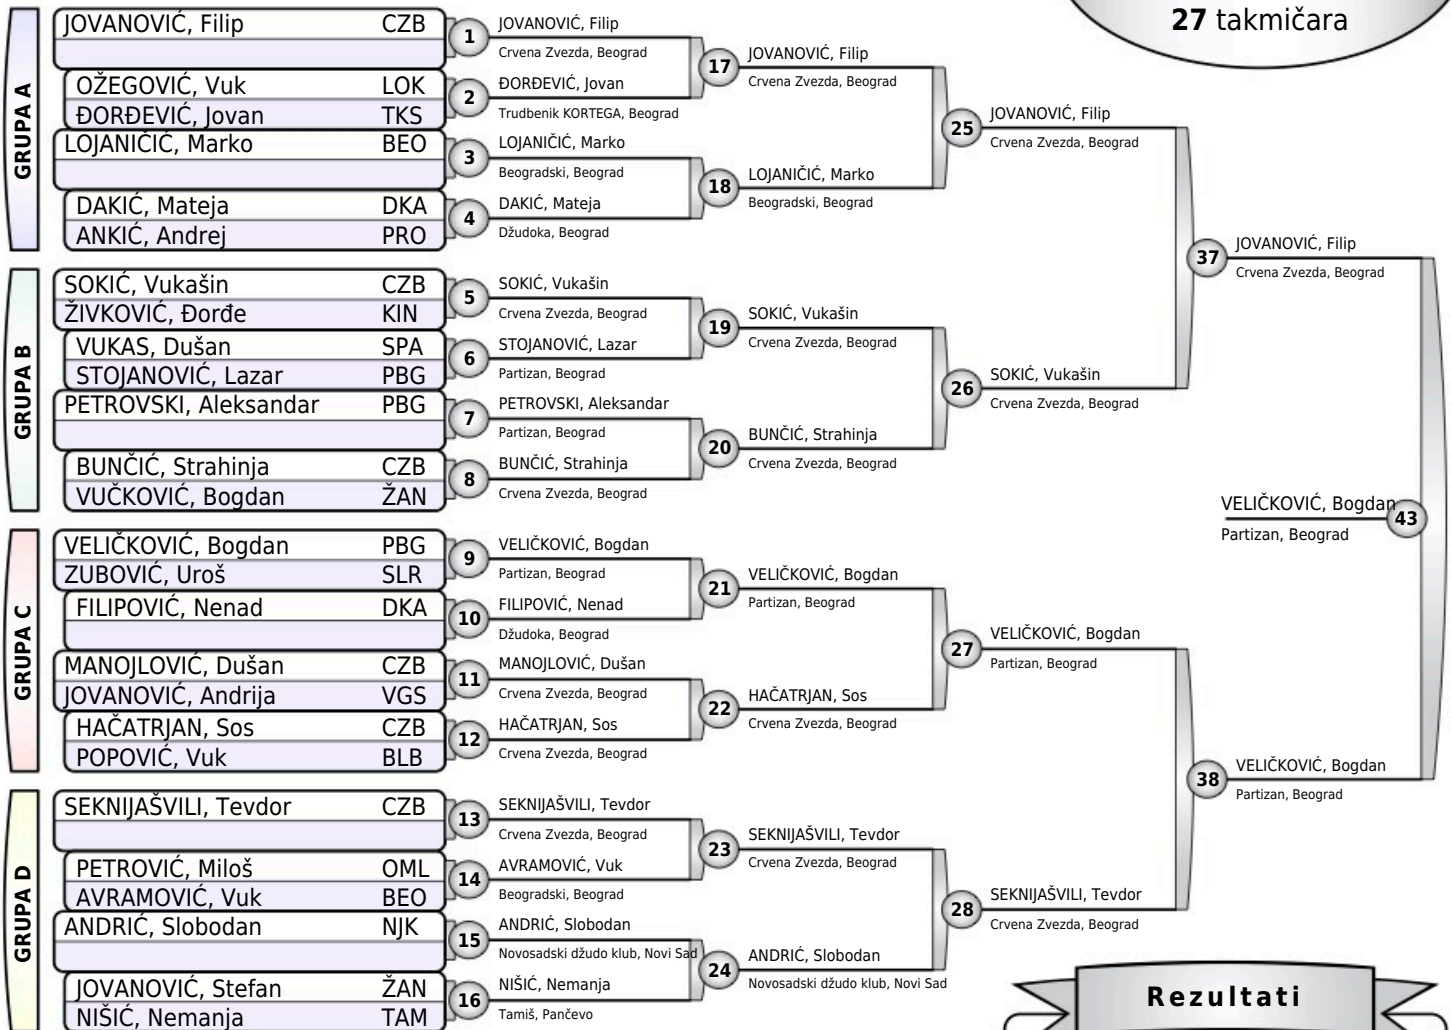 27 takmičara
GRUPA A
JOVANOVIĆ, Filip CZB
OŽEGOVIĆ, Vuk LOK
ĐORĐEVIĆ, Jovan TKS
LOJANIČIĆ, Marko BEO
DAKIĆ, Mateja DKA
ANKIĆ, Andrej PRO
GRUPA B
SOKIĆ, Vukašin CZB
ŽIVKOVIĆ, Đorđe KIN
VUKAS, Dušan SPA
STOJANOVIĆ, Lazar PBG
PETROVSKI, Aleksandar PBG
BUNČIĆ, Strahinja CZB
VUČKOVIĆ, Bogdan ŽAN
GRUPA C
VELIČKOVIĆ, Bogdan PBG
ZUBOVIĆ, Uroš SLR
FILIPOVIĆ, Nenad DKA
MANOJLOVIĆ, Dušan CZB
JOVANOVIĆ, Andrija VGS
HAČATRJAN, Sos CZB
POPOVIĆ, Vuk BLB
GRUPA D
SEKNIJAŠVILI, Tevdor CZB
PETROVIĆ, Miloš OML
AVRAMOVIĆ, Vuk BEO
ANDRIĆ, Slobodan NJK
JOVANOVIĆ, Stefan ŽAN
NIŠIĆ, Nemanja TAM
1 JOVANOVIĆ, Filip
Crvena Zvezda, Beograd
2 ĐORĐEVIĆ, Jovan
Trudbenik KORTEGA, Beograd
3 LOJANIČIĆ, Marko
Beogradski, Beograd
4 DAKIĆ, Mateja
Džudoka, Beograd
5 SOKIĆ, Vukašin
Crvena Zvezda, Beograd
6 STOJANOVIĆ, Lazar
Partizan, Beograd
7 PETROVSKI, Aleksandar
Partizan, Beograd
8 BUNČIĆ, Strahinja
Crvena Zvezda, Beograd
9 VELIČKOVIĆ, Bogdan
Partizan, Beograd
10 FILIPOVIĆ, Nenad
Džudoka, Beograd
11 MANOJLOVIĆ, Dušan
Crvena Zvezda, Beograd
12 HAČATRJAN, Sos
Crvena Zvezda, Beograd
13 SEKNIJAŠVILI, Tevdor
Crvena Zvezda, Beograd
14 AVRAMOVIĆ, Vuk
Beogradski, Beograd
15 ANDRIĆ, Slobodan
Novosadski džudo klub, Novi Sad
16 NIŠIĆ, Nemanja
Tamiš, Pančevo
17 JOVANOVIĆ, Filip
Crvena Zvezda, Beograd
18 LOJANIČIĆ, Marko
Beogradski, Beograd
19 SOKIĆ, Vukašin
Crvena Zvezda, Beograd
20 BUNČIĆ, Strahinja
Crvena Zvezda, Beograd
21 VELIČKOVIĆ, Bogdan
Partizan, Beograd
22 HAČATRJAN, Sos
Crvena Zvezda, Beograd
23 SEKNIJAŠVILI, Tevdor
Crvena Zvezda, Beograd
24 ANDRIĆ, Slobodan
Novosadski džudo klub, Novi Sad
25 JOVANOVIĆ, Filip
Crvena Zvezda, Beograd
26 SOKIĆ, Vukašin
Crvena Zvezda, Beograd
27 VELIČKOVIĆ, Bogdan
Partizan, Beograd
28 SEKNIJAŠVILI, Tevdor
Crvena Zvezda, Beograd
37 JOVANOVIĆ, Filip
Crvena Zvezda, Beograd
38 VELIČKOVIĆ, Bogdan
Partizan, Beograd
VELIČKOVIĆ, Bogdan 43
Partizan, Beograd
Rezultati